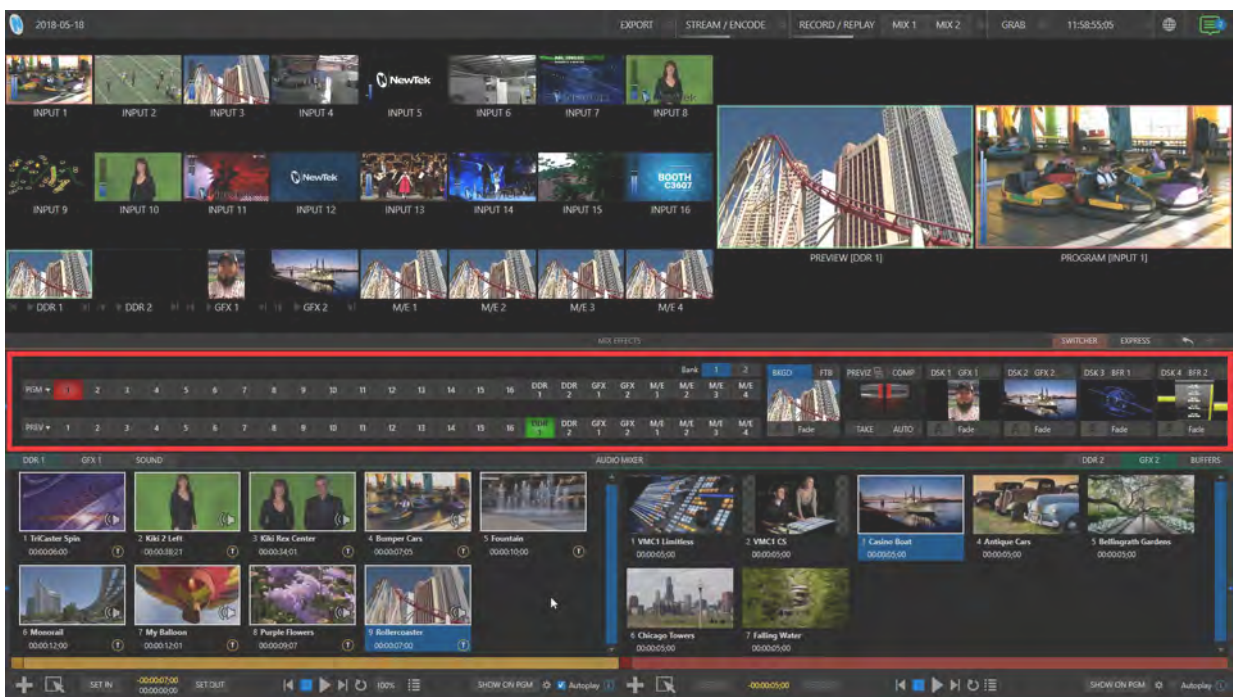 2018-05-18 EXPORT STREAM / ENCODE RECORD / REPLAY MIX 1 MIX 2 GRAB 11:58:55;05 2
NewTek
INPUT 1 INPUT 2 INPUT 3 INPUT 4 INPUT 5 INPUT 6 INPUT 7 INPUT 8
NewTek BOOTH C3607
INPUT 9 INPUT 10 INPUT 11 INPUT 12 INPUT 13 INPUT 14 INPUT 15 INPUT 16
PREVIEW [DDR 1] PROGRAM [INPUT 1]
DDR 1 DDR 2 GFX 1 GFX 2 M/E 1 M/E 2 M/E 3 M/E 4
MIX EFFECTS SWITCHER EXPRESS
Bank 1 2 BKGD FTB PREVIZ COMP DSK 1 GFX 1 DSK 2 GFX 2 DSK 3 BFR 1 DSK 4 BFR 2
PGM 1 2 3 4 5 6 7 8 9 10 11 12 13 14 15 16 DDR 1 DDR 2 GFX 1 GFX 2 M/E 1 M/E 2 M/E 3 M/E 4
PREV 1 2 3 4 5 6 7 8 9 10 11 12 13 14 15 16 DDR 1 DDR 2 GFX 1 GFX 2 M/E 1 M/E 2 M/E 3 M/E 4
Fade TAKE AUTO Fade Fade Fade Fade
DDR 1 GFX 1 SOUND AUDIO MIXER DDR 2 GFX 2 BUFFERS
1 TriCaster Spin 2 Kiki 2 Left 3 Kiki Rex Center 4 Bumper Cars 5 Fountain
00:00:06:00 00:00:38;21 00:00:34;01 00:00:07;05 00:00:10;00
1 VMC1 Limitless 2 VMC1 CS 3 Casino Boat 4 Antique Cars 5 Bellingrath Gardens
00:00:05;00 00:00:05;00 00:00:05;00 00:00:05;00 00:00:05;00
6 Monorail 7 My Balloon 8 Purple Flowers 9 Rollercoaster
00:00:12;00 00:00:12;01 00:00:09;07 00:00:07;00
6 Chicago Towers 7 Falling Water
00:00:05;00 00:00:05;00
SET IN -00:00:07;00 00:00:00;00 SET OUT 100% SHOW ON PGM Autoplay
-00:00:05;00 SHOW ON PGM Autoplay